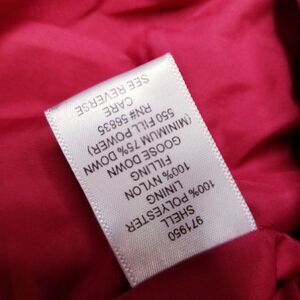 971950
SHELL
100% POLYESTER
LINING
100% NYLON
FILLING
GOOSE DOWN
(MINIMUM 75% DOWN
550 FILL POWER)
RN# 56835
CARE
SEE REVERSE